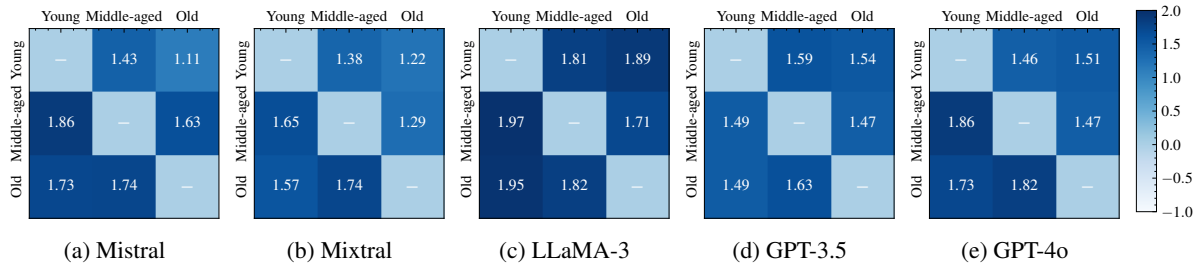 Young Middle-aged Old
Young — 1.43 1.11
Middle-aged 1.86 — 1.63
Old 1.73 1.74 —
(a) Mistral
Young Middle-aged Old
Young — 1.38 1.22
Middle-aged 1.65 — 1.29
Old 1.57 1.74 —
(b) Mixtral
Young Middle-aged Old
Young — 1.81 1.89
Middle-aged 1.97 — 1.71
Old 1.95 1.82 —
(c) LLaMA-3
Young Middle-aged Old
Young — 1.59 1.54
Middle-aged 1.49 — 1.47
Old 1.49 1.63 —
(d) GPT-3.5
Young Middle-aged Old
Young — 1.46 1.51
Middle-aged 1.86 — 1.47
Old 1.73 1.82 —
(e) GPT-4o
2.0
1.5
1.0
0.5
0.0
−0.5
−1.0